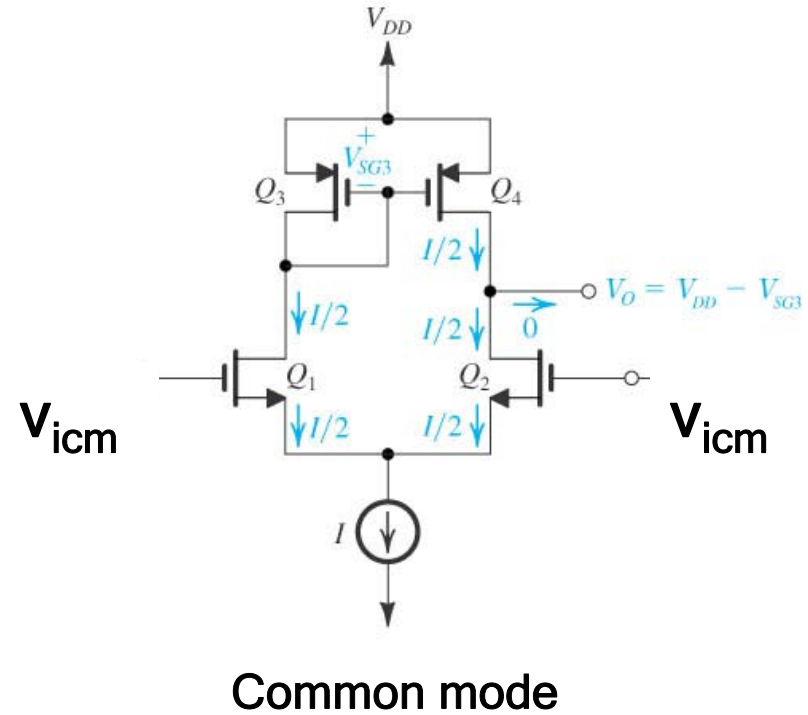 V_DD
+
V_SG3
−
Q_3
Q_4
I/2
V_O = V_DD − V_SG3
I/2
I/2
0
Q_1
Q_2
V_icm
V_icm
I/2
I/2
I
Common mode